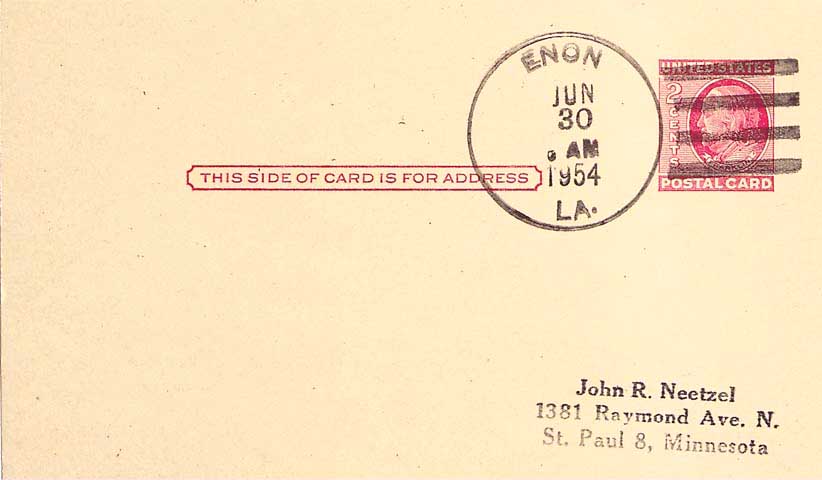 ENON
JUN
30
AM
1954
LA.
UNITED STATES
2
CENTS
POSTAL CARD
THIS SIDE OF CARD IS FOR ADDRESS
John R. Neetzel
1381 Raymond Ave. N.
St. Paul 8, Minnesota